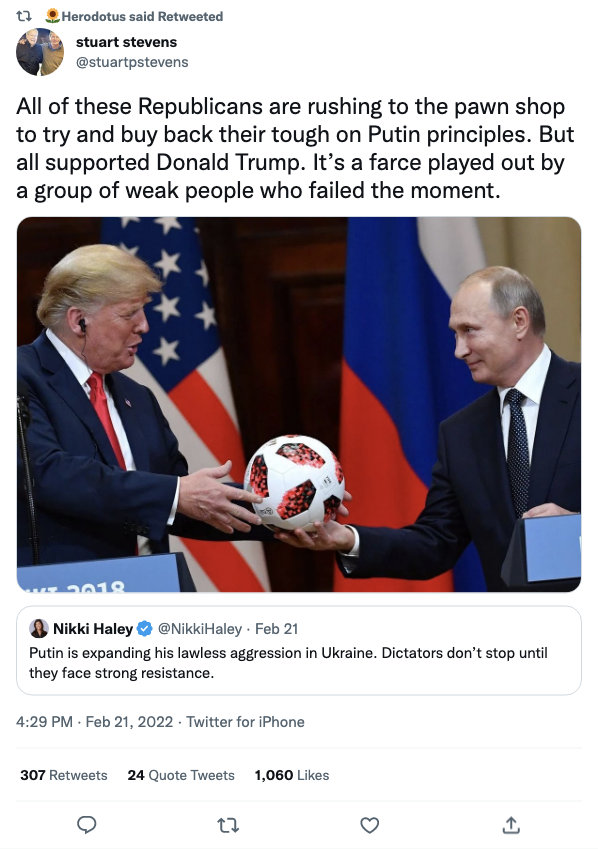 Herodotus said Retweeted
stuart stevens
@stuartpstevens
All of these Republicans are rushing to the pawn shop
to try and buy back their tough on Putin principles. But
all supported Donald Trump. It’s a farce played out by
a group of weak people who failed the moment.
2018
Nikki Haley @NikkiHaley · Feb 21
Putin is expanding his lawless aggression in Ukraine. Dictators don’t stop until
they face strong resistance.
4:29 PM · Feb 21, 2022 · Twitter for iPhone
307 Retweets 24 Quote Tweets 1,060 Likes